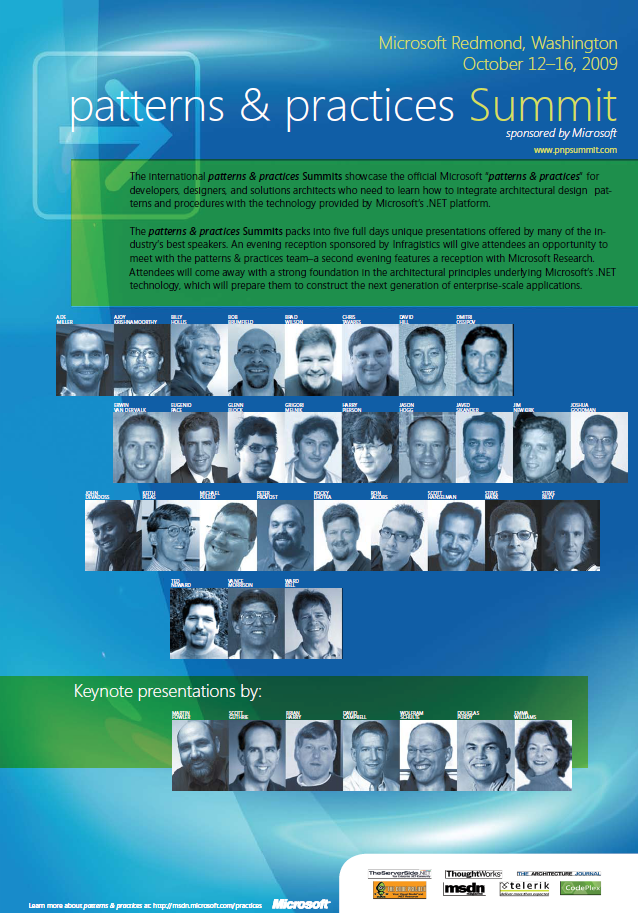 Microsoft Redmond, Washington
October 12–16, 2009
patterns & practices Summit
sponsored by Microsoft
www.pnpsummit.com
The international patterns & practices Summits showcase the official Microsoft "patterns & practices" for
developers, designers, and solutions architects who need to learn how to integrate architectural design pat-
terns and procedures with the technology provided by Microsoft's .NET platform.
The patterns & practices Summits packs into five full days unique presentations offered by many of the in-
dustry's best speakers. An evening reception sponsored by Infragistics will give attendees an opportunity to
meet with the patterns & practices team–a second evening features a reception with Microsoft Research.
Attendees will come away with a strong foundation in the architectural principles underlying Microsoft's .NET
technology, which will prepare them to construct the next generation of enterprise-scale applications.
ADE AJOY BILLY BOB BRAD CHRIS DAVID DMITRI
MILLER KRISHNAMOORTHY HOLLIS BRUMFIELD WILSON TAVARES HILL OSSIPOV
ERWIN EUGENIO GLENN GRIGORI HARRY JASON JAVED JIM JOSHUA
VAN DER VALK PACE BLOCK MELNIK PIERSON HOGG SIKANDER NEWKIRK GOODMAN
JOHN KEITH MICHAEL PETER ROCKY RON SCOTT STEVE
DEVADOSS PLEAS PULEIO PROVOST LHOTKA JACOBS HANSELMAN
TED VANCE WARD
NEWARD MORRISON BELL
Keynote presentations by:
MARTIN SCOTT BRIAN DAVID WOLFRAM DOUGLAS EMMA
FOWLER GUTHRIE HARRY CAMPBELL SCHULTE PURDY WILLIAMS
TheServerSide.NET
ThoughtWorks
THE ARCHITECTURE JOURNAL
msdn
telerik
deliver more than expected
CodePlex
Learn more about patterns & practices at: http://msdn.microsoft.com/practices
Microsoft